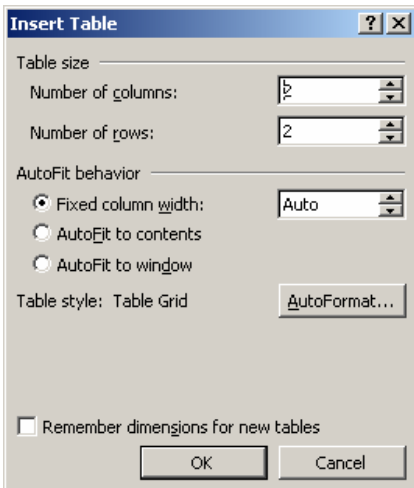 Insert Table
Table size
Number of columns:
Number of rows: 2
AutoFit behavior
Fixed column width: Auto
AutoFit to contents
AutoFit to window
Table style: Table Grid AutoFormat...
Remember dimensions for new tables
OK Cancel